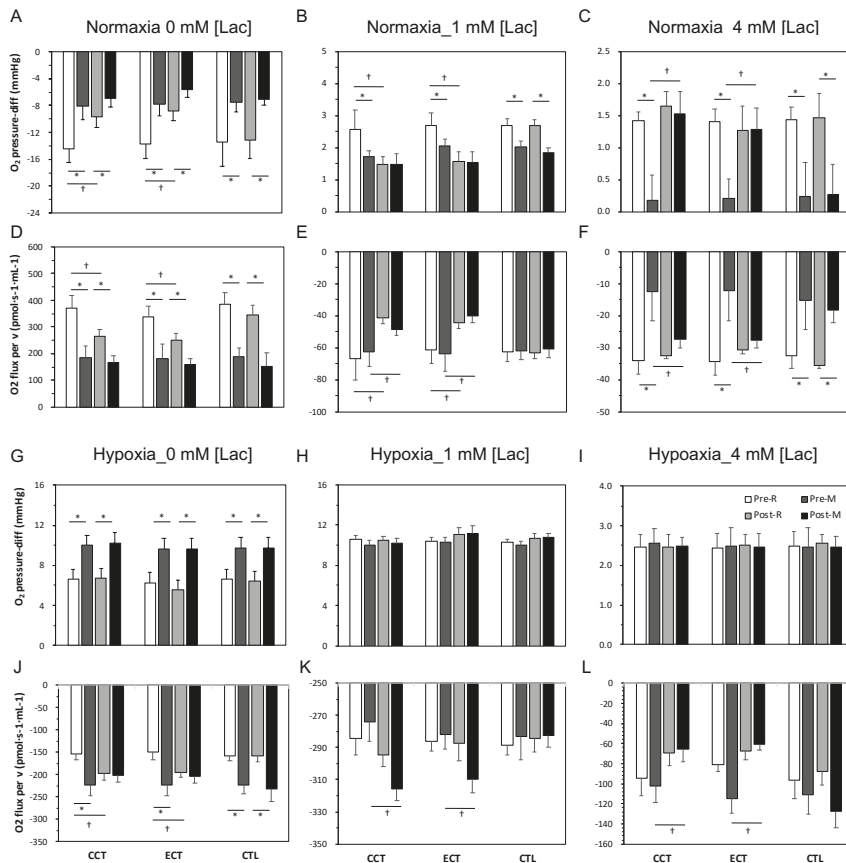 A
Normaxia 0 mM [Lac]
B
Normaxia_1 mM [Lac]
C
Normaxia 4 mM [Lac]
O2 pressure-diff (mmHg)
0
-4
-8
-12
-16
-20
-24
* * * * * *
† †
5.0
4.0
3.0
2.0
1.0
0.0
† †
* * * *
2.5
2.0
1.5
1.0
0.5
0.0
† †
* * * *
D
E
F
O2 flux per v (pmol·s-1·mL-1)
600
500
400
300
200
100
0
† †
* * * * * *
0
-20
-40
-60
-80
-100
† †
† †
0
-10
-20
-30
-40
-50
* † * † * *
G
Hypoxia_0 mM [Lac]
H
Hypoxia_1 mM [Lac]
I
Hypoaxia_4 mM [Lac]
O2 pressure-diff (mmHg)
16
12
8
4
0
* * * * * *
16
12
8
4
0
4.0
3.0
2.0
1.0
0.0
Pre-R
Pre-M
Post-R
Post-M
J
K
L
O2 flux per v (pmol·s-1·mL-1)
0
-50
-100
-150
-200
-250
-300
-350
* * * *
† †
-250
-270
-290
-310
-330
-350
† †
0
-20
-40
-60
-80
-100
-120
-140
-160
† †
CCT
ECT
CTL
CCT
ECT
CTL
CCT
ECT
CTL